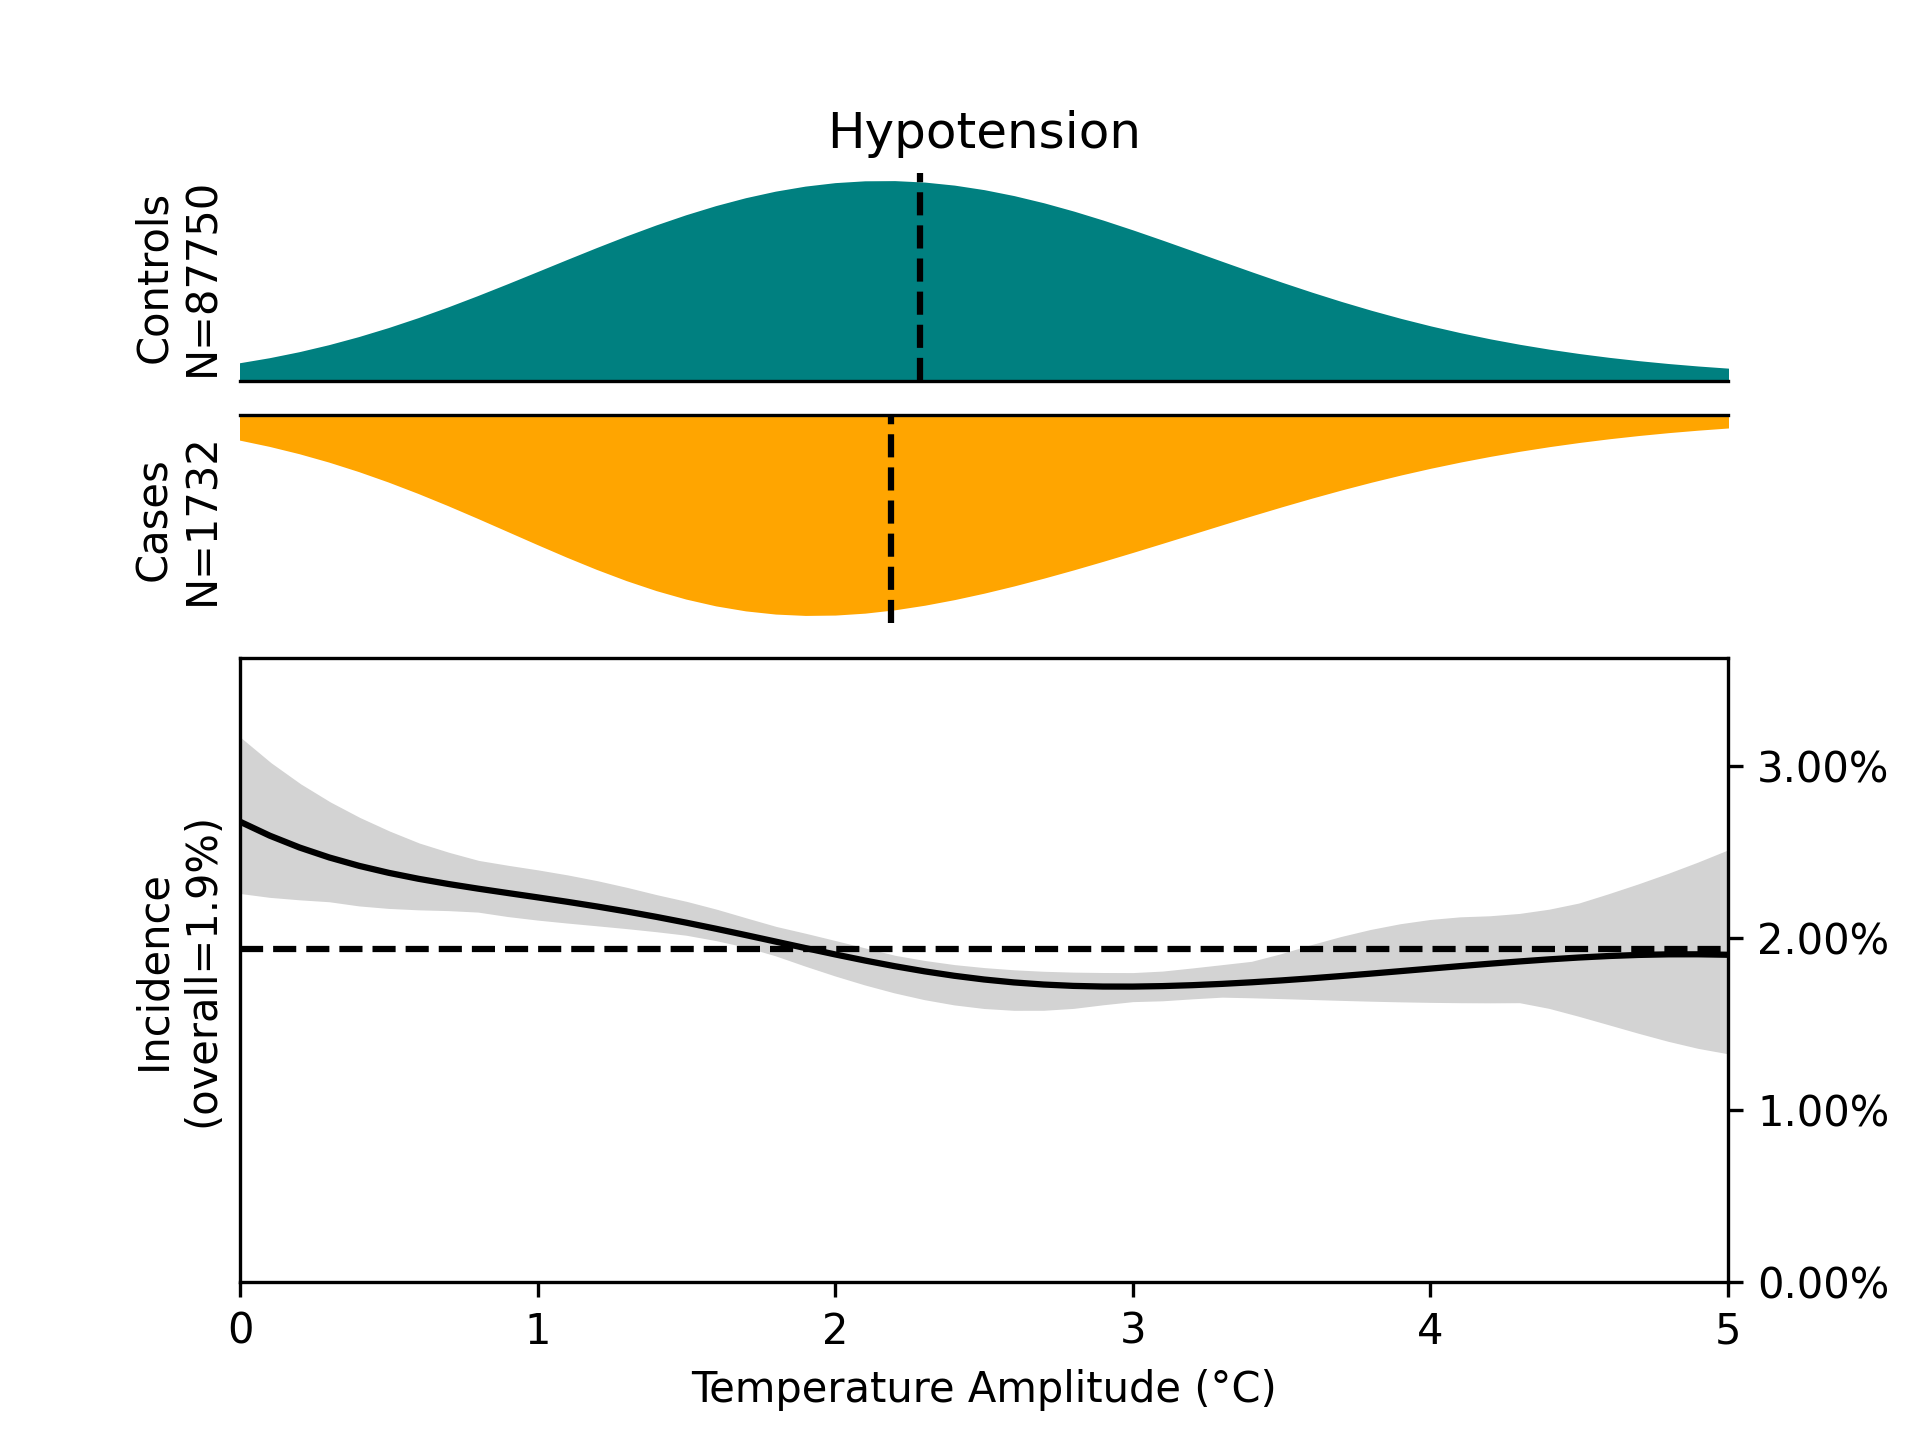 Hypotension
Controls
N=87750
Cases
N=1732
Incidence
(overall=1.9%)
3.00%
2.00%
1.00%
0.00%
0 1 2 3 4 5
Temperature Amplitude (°C)